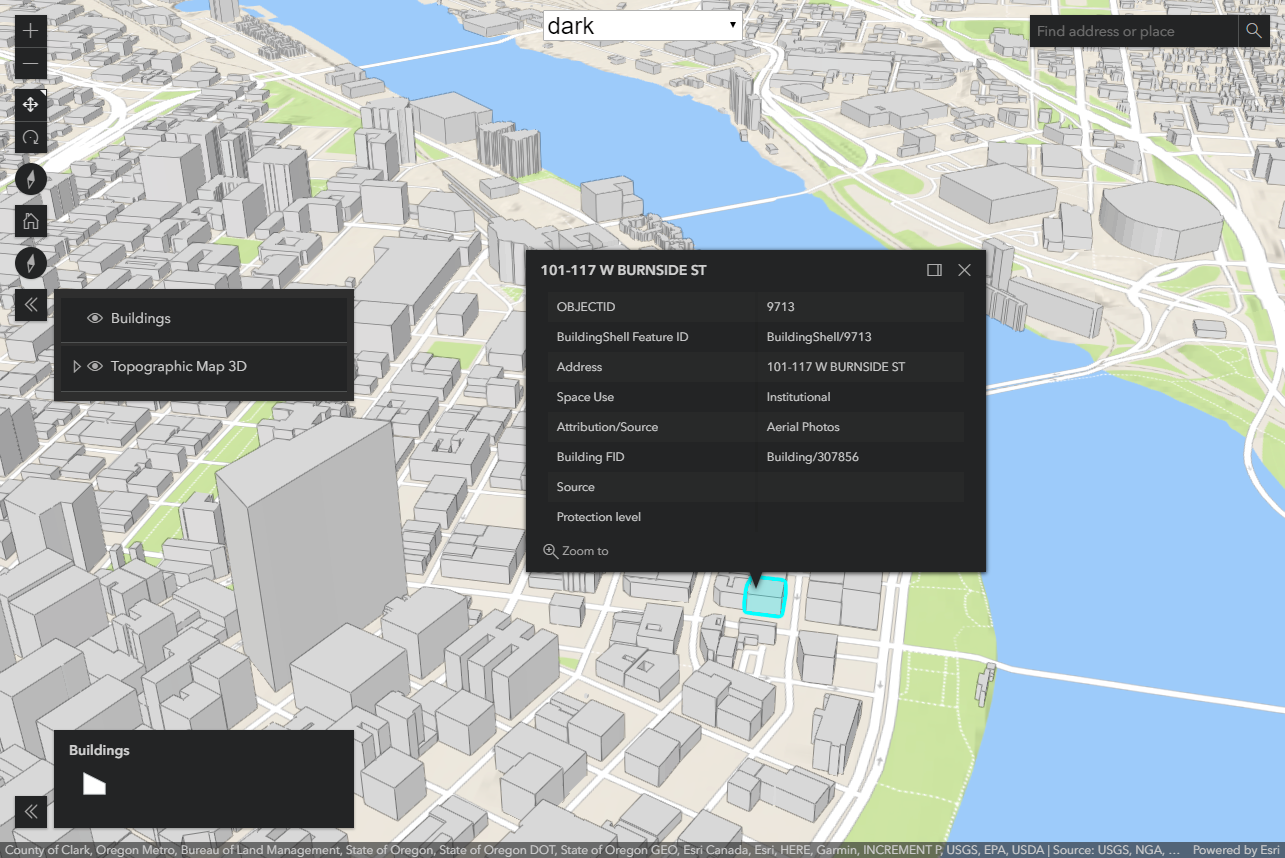 dark
Find address or place
101-117 W BURNSIDE ST
OBJECTID 9713
BuildingShell Feature ID BuildingShell/9713
Address 101-117 W BURNSIDE ST
Space Use Institutional
Attribution/Source Aerial Photos
Building FID Building/307856
Source
Protection level
Zoom to
Buildings
Topographic Map 3D
Buildings
County of Clark, Oregon Metro, Bureau of Land Management, State of Oregon, State of Oregon DOT, State of Oregon GEO, Esri Canada, Esri, HERE, Garmin, INCREMENT P, USGS, EPA, USDA | Source: USGS, NGA, ... Powered by Esri